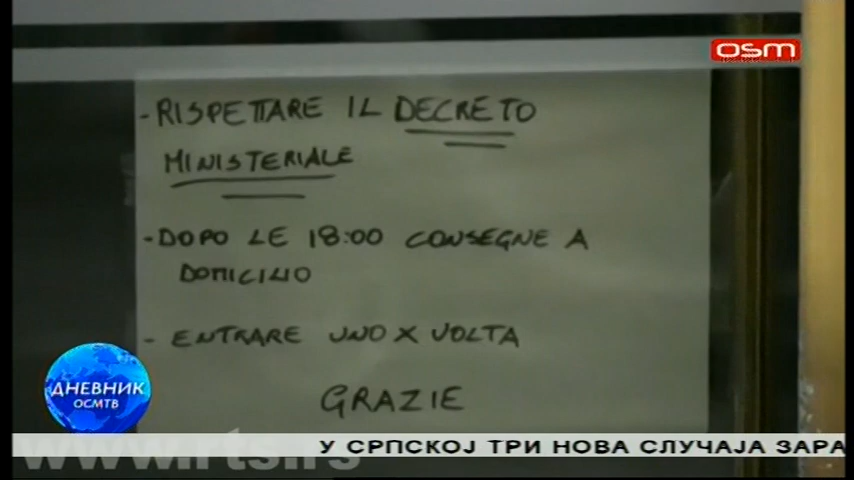 OSM
- RISPETTARE IL DECRETO
MINISTERIALE
- DOPO LE 18:00 CONSEGNE A
DOMICILIO
- ENTRARE UNO X VOLTA
GRAZIE
ДНЕВНИК
ОСМТВ
У СРПСКОЈ ТРИ НОВА СЛУЧАЈА ЗАРА
www.rts.rs